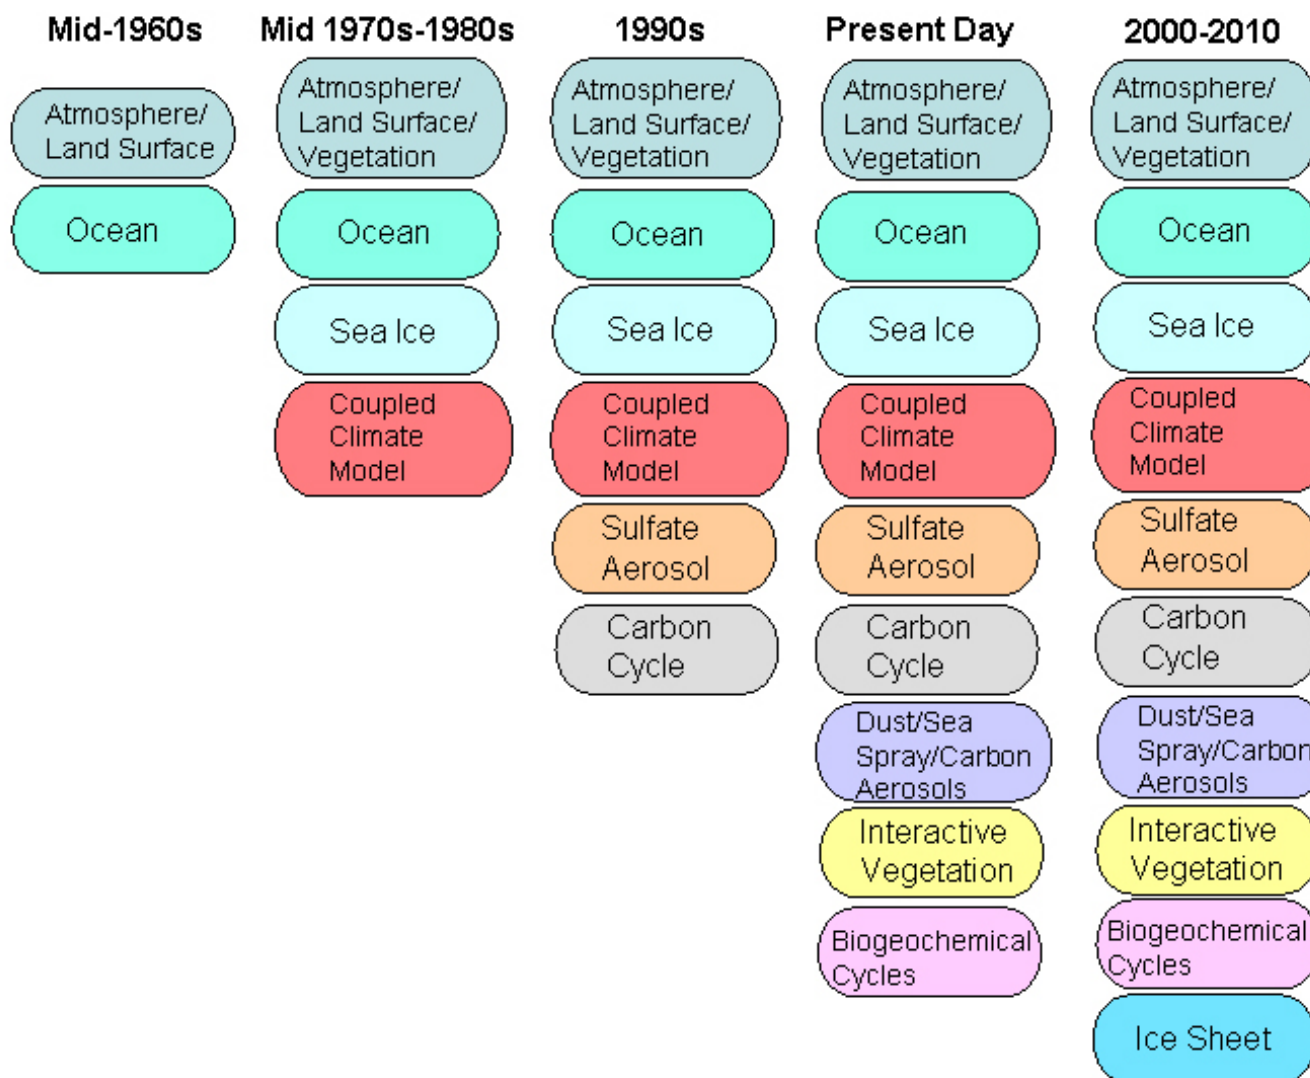 Mid-1960s
Atmosphere/
Land Surface
Ocean
Mid 1970s-1980s
Atmosphere/
Land Surface/
Vegetation
Ocean
Sea Ice
Coupled
Climate
Model
1990s
Atmosphere/
Land Surface/
Vegetation
Ocean
Sea Ice
Coupled
Climate
Model
Sulfate
Aerosol
Carbon
Cycle
Present Day
Atmosphere/
Land Surface/
Vegetation
Ocean
Sea Ice
Coupled
Climate
Model
Sulfate
Aerosol
Carbon
Cycle
Dust/Sea
Spray/Carbon
Aerosols
Interactive
Vegetation
Biogeochemical
Cycles
2000-2010
Atmosphere/
Land Surface/
Vegetation
Ocean
Sea Ice
Coupled
Climate
Model
Sulfate
Aerosol
Carbon
Cycle
Dust/Sea
Spray/Carbon
Aerosols
Interactive
Vegetation
Biogeochemical
Cycles
Ice Sheet